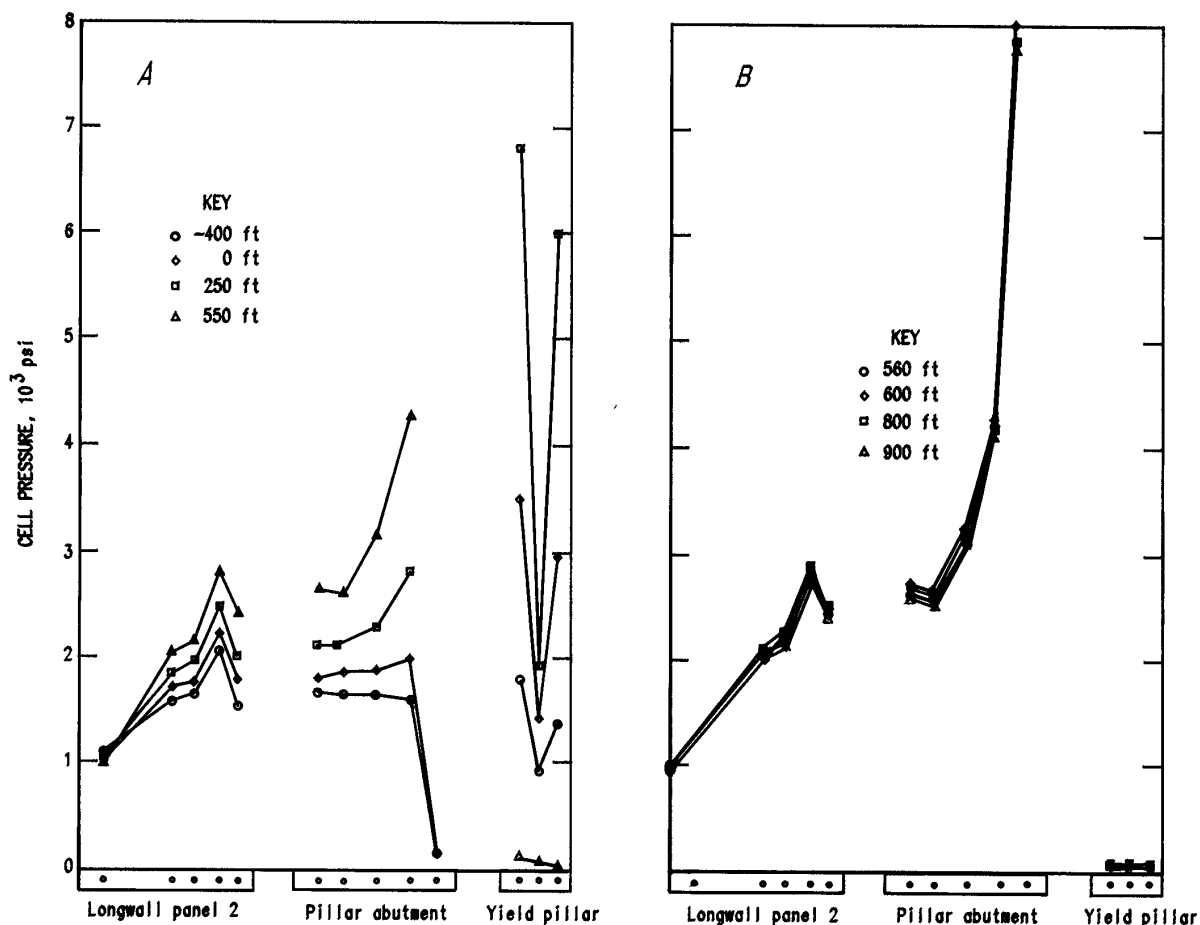 8
7
6
5
4
3
2
1
0
CELL PRESSURE, 10³ psi
A
KEY
-400 ft
0 ft
250 ft
550 ft
Longwall panel 2 Pillar abutment Yield pillar
B
KEY
560 ft
600 ft
800 ft
900 ft
Longwall panel 2 Pillar abutment Yield pillar